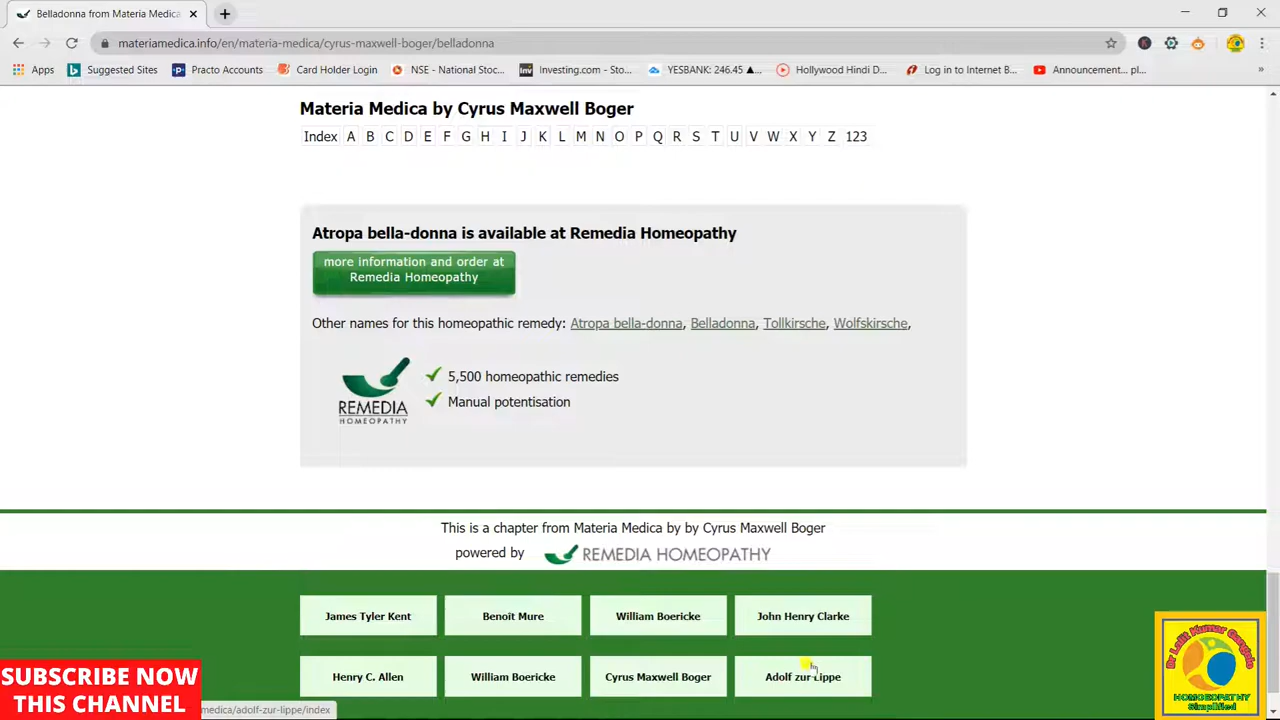 Belladonna from Materia Medica
materiamedica.info/en/materia-medica/cyrus-maxwell-boger/belladonna
Apps Suggested Sites Practo Accounts Card Holder Login NSE - National Stoc... Investing.com - Sto... YESBANK: 246.45 ▲... Hollywood Hindi D... Log in to Internet B... Announcement... pl... »
Materia Medica by Cyrus Maxwell Boger
Index A B C D E F G H I J K L M N O P Q R S T U V W X Y Z 123
Atropa bella-donna is available at Remedia Homeopathy
more information and order at
Remedia Homeopathy
Other names for this homeopathic remedy: Atropa bella-donna, Belladonna, Tollkirsche, Wolfskirsche,
5,500 homeopathic remedies
Manual potentisation
REMEDIA
HOMEOPATHY
This is a chapter from Materia Medica by by Cyrus Maxwell Boger
powered by REMEDIA HOMEOPATHY
James Tyler Kent Benoit Mure William Boericke John Henry Clarke
Henry C. Allen William Boericke Cyrus Maxwell Boger Adolf zur Lippe
medica/adolf-zur-lippe/index
SUBSCRIBE NOW
THIS CHANNEL
HOMOEOPATHY
Simplified